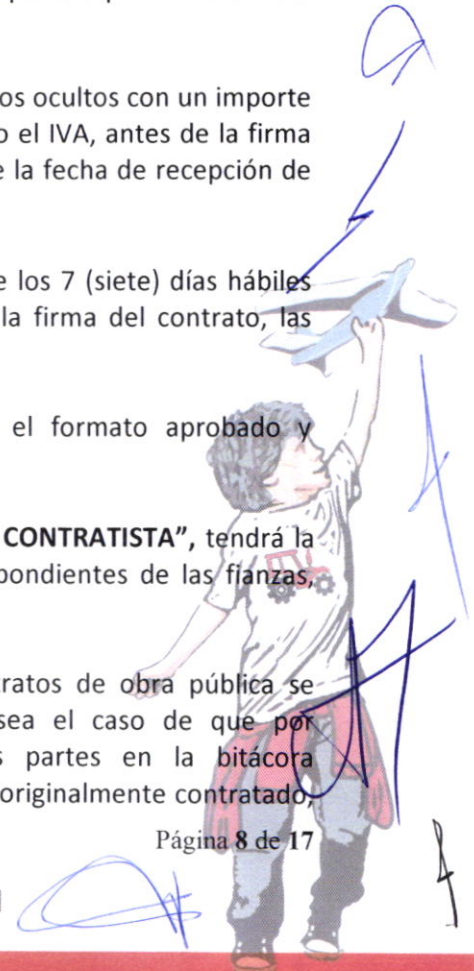 os ocultos con un importe
o el IVA, antes de la firma
e la fecha de recepción de
e los 7 (siete) días hábiles
la firma del contrato, las
el formato aprobado y
CONTRATISTA", tendrá la
pondientes de las fianzas,
tratos de obra pública se
sea el caso de que por
s partes en la bitácora
originalmente contratado,
Página 8 de 17